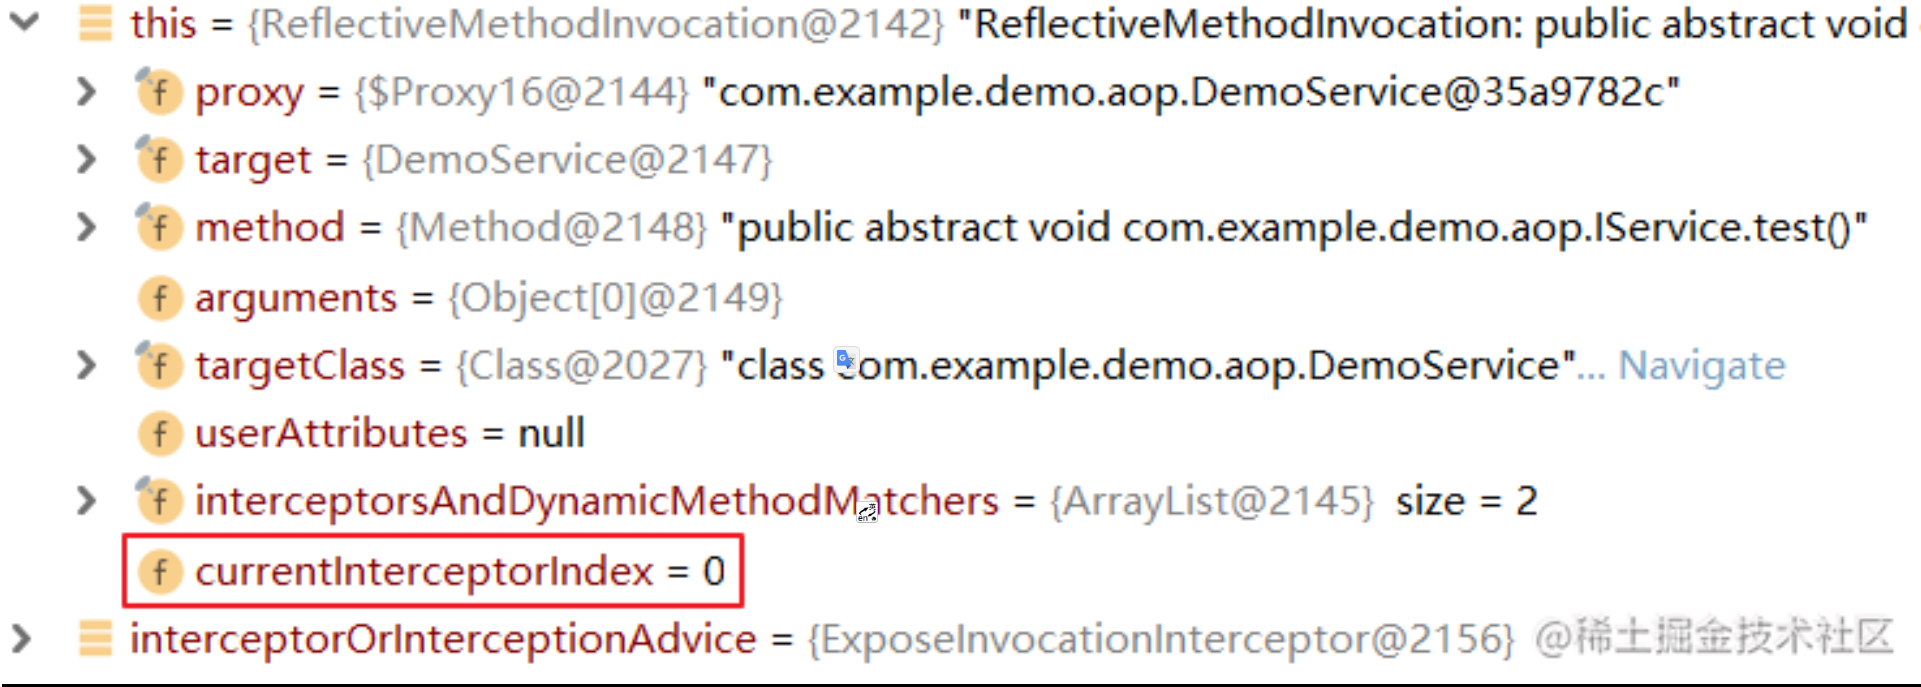 this = {ReflectiveMethodInvocation@2142} "ReflectiveMethodInvocation: public abstract void
proxy = {$Proxy16@2144} "com.example.demo.aop.DemoService@35a9782c"
target = {DemoService@2147}
method = {Method@2148} "public abstract void com.example.demo.aop.IService.test()"
arguments = {Object[0]@2149}
targetClass = {Class@2027} "class com.example.demo.aop.DemoService"... Navigate
userAttributes = null
interceptorsAndDynamicMethodMatchers = {ArrayList@2145} size = 2
currentInterceptorIndex = 0
interceptorOrInterceptionAdvice = {ExposeInvocationInterceptor@2156} @稀土掘金技术社区